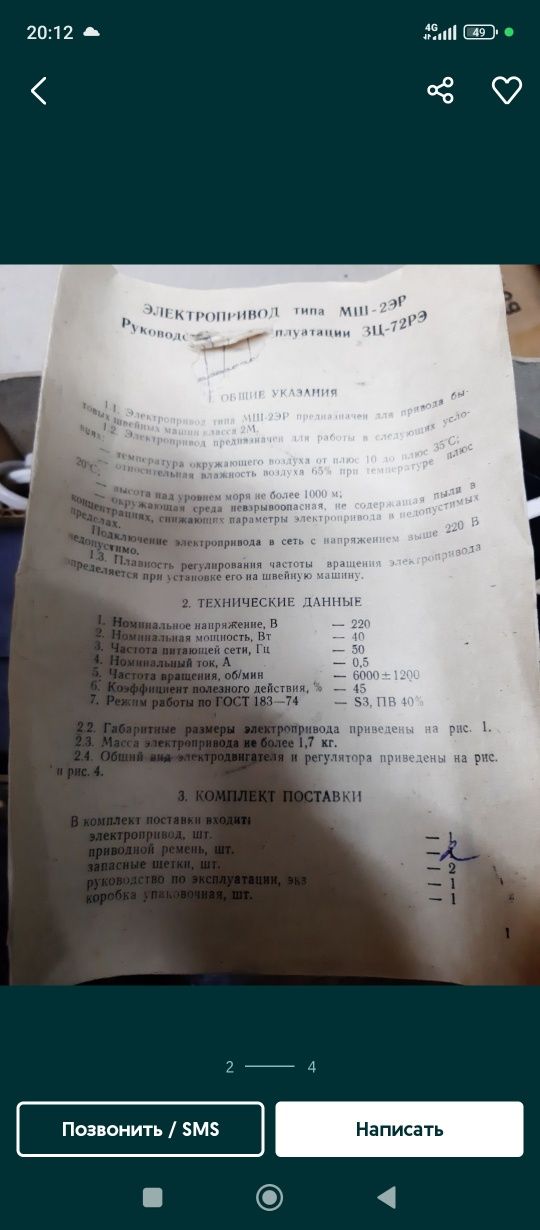 20:12
4G
49
ЭЛЕКТРОПРИВОД типа МШ-2ЭР
Руководс плуатации ЗЦ-72РЭ
1. ОБЩИЕ УКАЗАНИЯ
1.1. Электропривод типа МШ-2ЭР предназначен для привода бы-
товых швейных машин класса 2М.
1.2. Электропривод предназначен для работы в следующих усло-
виях:
— температура окружающего воздуха от плюс 10 до плюс 35°С;
— относительная влажность воздуха 65% при температуре плюс
20°С;
— высота над уровнем моря не более 1000 м;
— окружающая среда невзрывоопасная, не содержащая пыли в
концентрациях, снижающих параметры электропривода в недопустимых
пределах.
Подключение электропривода в сеть с напряжением выше 220 В
недопустимо.
1.3. Плавность регулирования частоты вращения электропривода
определяется при установке его на швейную машину.
2. ТЕХНИЧЕСКИЕ ДАННЫЕ
1. Номинальное напряжение, В — 220
2. Номинальная мощность, Вт — 40
3. Частота питающей сети, Гц — 50
4. Номинальный ток, А — 0,5
5. Частота вращения, об/мин — 6000±1200
6. Коэффициент полезного действия, % — 45
7. Режим работы по ГОСТ 183—74 — S3, ПВ 40%
2.2. Габаритные размеры электропривода приведены на рис. 1.
2.3. Масса электропривода не более 1,7 кг.
2.4. Общий вид электродвигателя и регулятора приведены на рис.
и рис. 4.
3. КОМПЛЕКТ ПОСТАВКИ
В комплект поставки входит:
электропривод, шт. — 1
приводной ремень, шт. — 2
запасные щетки, шт. — 2
руководство по эксплуатации, экз — 1
коробка упаковочная, шт. — 1
2 4
Позвонить / SMS
Написать